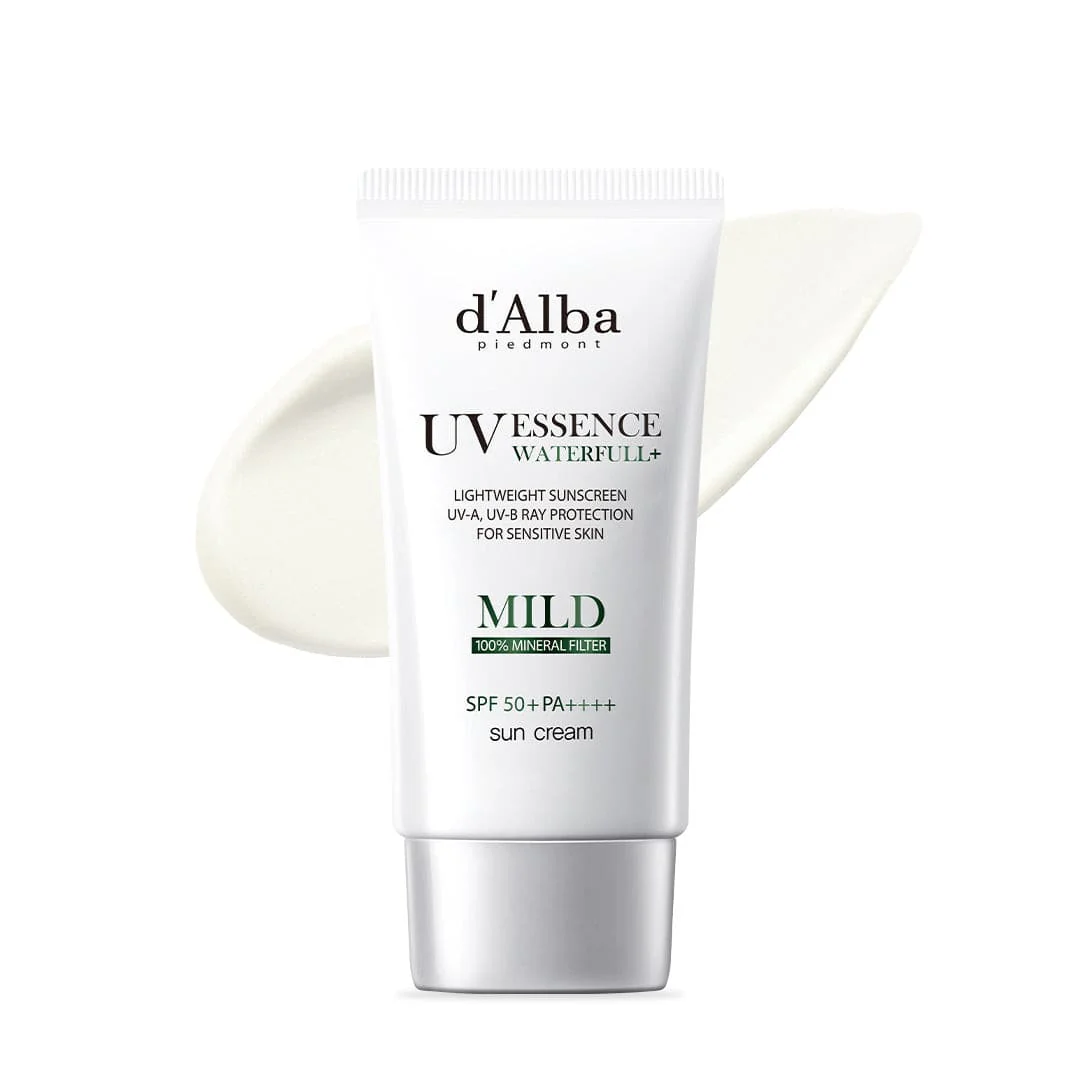 d'Alba
piedmont
UV ESSENCE
WATERFULL+
LIGHTWEIGHT SUNSCREEN
UV-A, UV-B RAY PROTECTION
FOR SENSITIVE SKIN
MILD
100% MINERAL FILTER
SPF 50+PA++++
sun cream